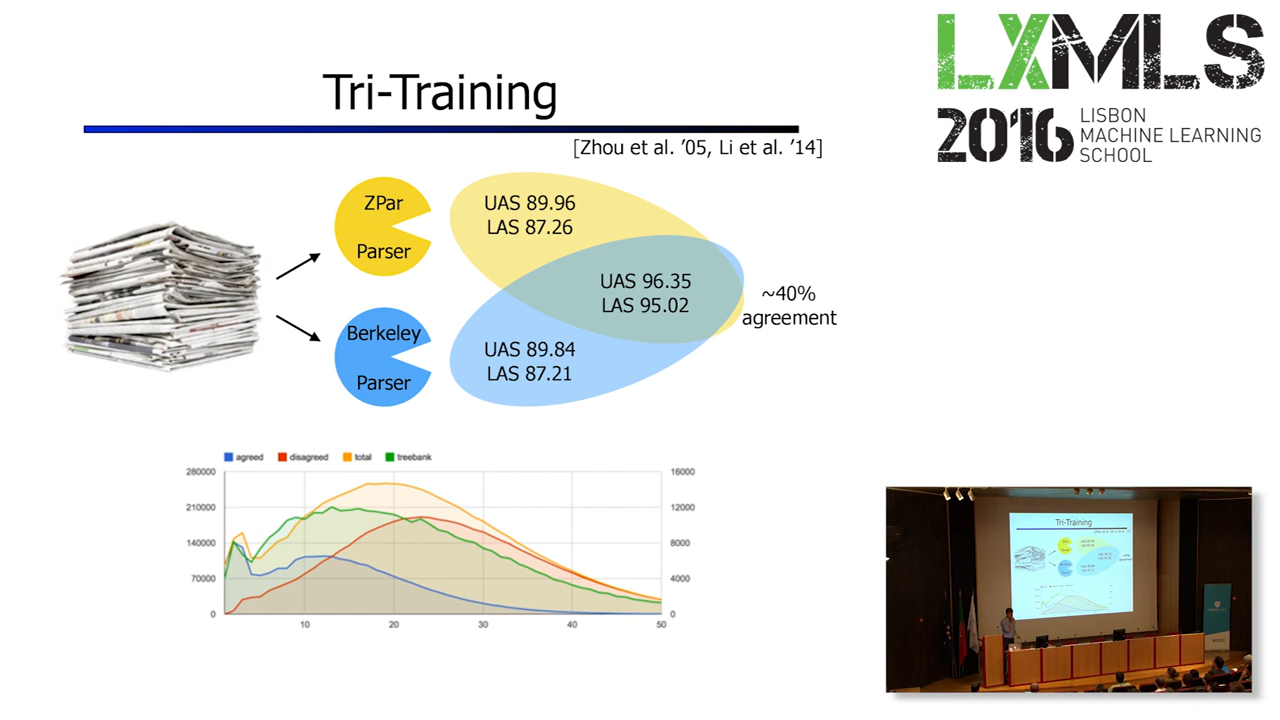 Tri-Training
[Zhou et al. ’05, Li et al. ’14]
LXMLS
2016
LISBON
MACHINE LEARNING
SCHOOL
ZPar
Parser
UAS 89.96
LAS 87.26
UAS 96.35
LAS 95.02
~40%
agreement
Berkeley
Parser
UAS 89.84
LAS 87.21
agreed disagreed total treebank
280000
210000
140000
70000
0
16000
12000
8000
4000
0
10 20 30 40 50
Tri-Training